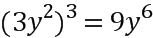 (3y²)³ = 9y⁶